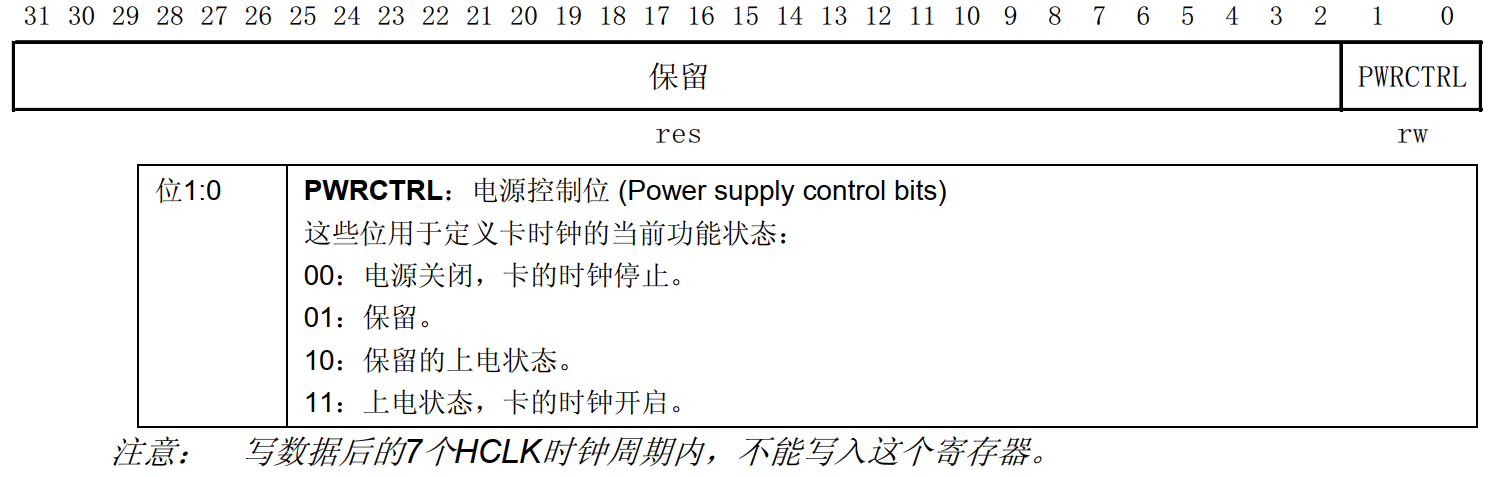 31 30 29 28 27 26 25 24 23 22 21 20 19 18 17 16 15 14 13 12 11 10 9 8 7 6 5 4 3 2 1 0
保留 PWRCTRL
res rw
位1:0 PWRCTRL：电源控制位 (Power supply control bits)
这些位用于定义卡时钟的当前功能状态：
00：电源关闭，卡的时钟停止。
01：保留。
10：保留的上电状态。
11：上电状态，卡的时钟开启。
注意： 写数据后的7个HCLK时钟周期内，不能写入这个寄存器。